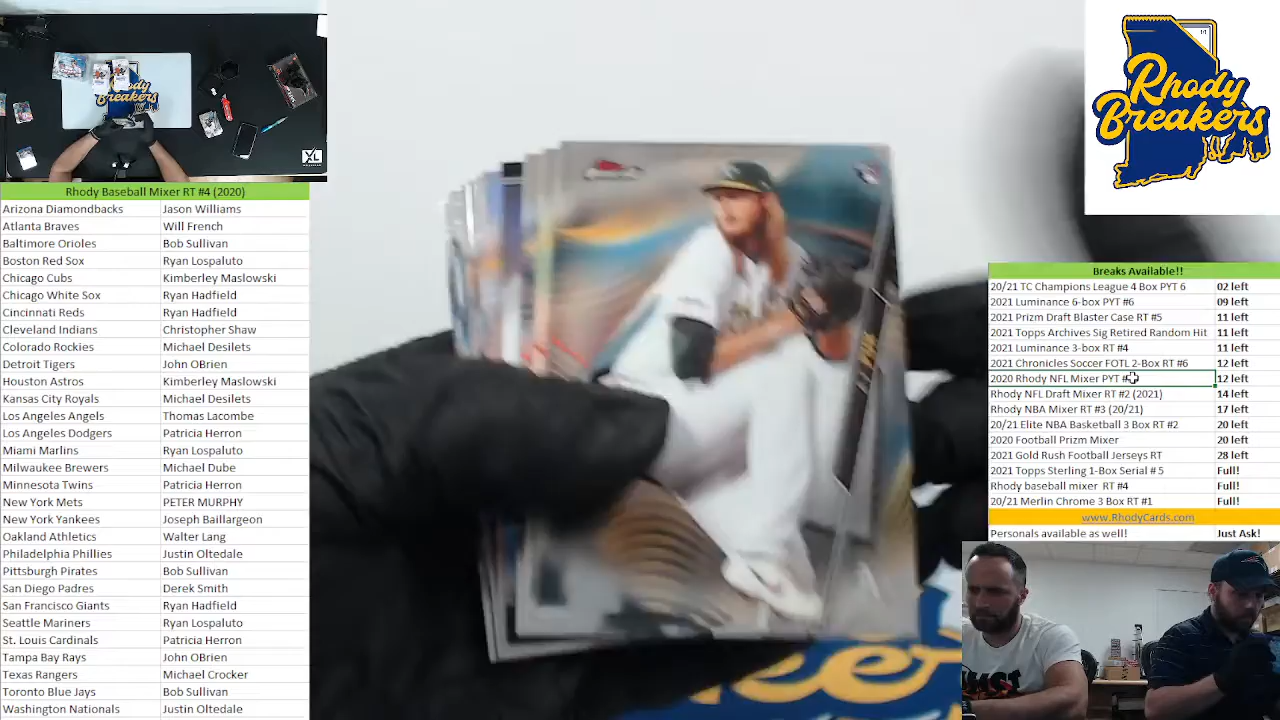 Rhody
Breakers
XL
Rhody Baseball Mixer RT #4 (2020)
Arizona Diamondbacks Jason Williams
Atlanta Braves Will French
Baltimore Orioles Bob Sullivan
Boston Red Sox Ryan Lospaluto
Chicago Cubs Kimberley Maslowski
Chicago White Sox Ryan Hadfield
Cincinnati Reds Ryan Hadfield
Cleveland Indians Christopher Shaw
Colorado Rockies Michael Desilets
Detroit Tigers John OBrien
Houston Astros Kimberley Maslowski
Kansas City Royals Michael Desilets
Los Angeles Angels Thomas Lacombe
Los Angeles Dodgers Patricia Herron
Miami Marlins Ryan Lospaluto
Milwaukee Brewers Michael Dube
Minnesota Twins Patricia Herron
New York Mets PETER MURPHY
New York Yankees Joseph Baillargeon
Oakland Athletics Walter Lang
Philadelphia Phillies Justin Oltedale
Pittsburgh Pirates Bob Sullivan
San Diego Padres Derek Smith
San Francisco Giants Ryan Hadfield
Seattle Mariners Ryan Lospaluto
St. Louis Cardinals Patricia Herron
Tampa Bay Rays John OBrien
Texas Rangers Michael Crocker
Toronto Blue Jays Bob Sullivan
Washington Nationals Justin Oltedale
Rhody
Breakers
Breaks Available!!
20/21 TC Champions League 4 Box PYT 6 02 left
2021 Luminance 6-box PYT #6 09 left
2021 Prizm Draft Blaster Case RT #5 11 left
2021 Topps Archives Sig Retired Random Hit 11 left
2021 Luminance 3-box RT #4 11 left
2021 Chronicles Soccer FOTL 2-Box RT #6 12 left
2020 Rhody NFL Mixer PYT # 12 left
Rhody NFL Draft Mixer RT #2 (2021) 14 left
Rhody NBA Mixer RT #3 (20/21) 17 left
20/21 Elite NBA Basketball 3 Box RT #2 20 left
2020 Football Prizm Mixer 20 left
2021 Gold Rush Football Jerseys RT 28 left
2021 Topps Sterling 1-Box Serial # 5 Full!
Rhody baseball mixer RT #4 Full!
20/21 Merlin Chrome 3 Box RT #1 Full!
www.RhodyCards.com
Personals available as well! Just Ask!